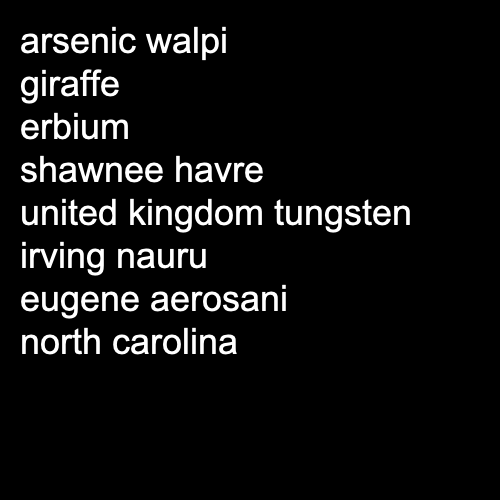 arsenic walpi
giraffe
erbium
shawnee havre
united kingdom tungsten
irving nauru
eugene aerosani
north carolina